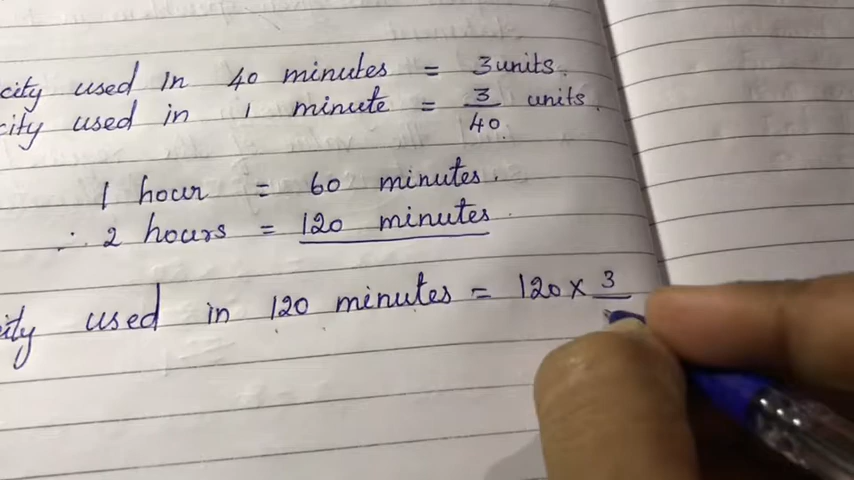 city used in 40 minutes = 3 units.
city used in 1 minute = 3/40 units.
1 hour = 60 minutes.
∴ 2 hours = 120 minutes.
city used in 120 minutes = 120 × 3